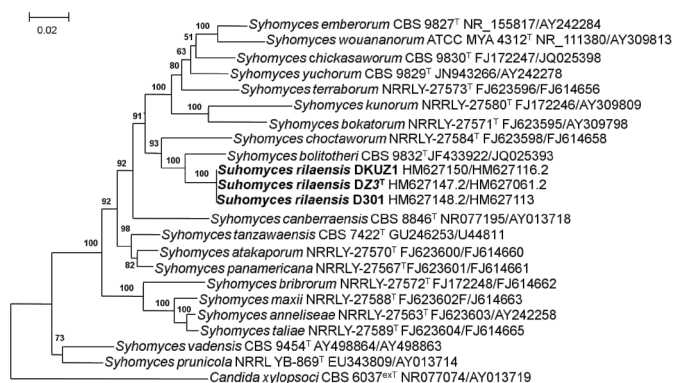 0.02
100 Syhomyces emberorum CBS 9827ᵀ NR_155817/AY242284
51 Syhomyces wouananorum ATCC MYA 4312ᵀ NR_111380/AY309813
63 Syhomyces chickasaworum CBS 9830ᵀ FJ172247/JQ025398
80 Syhomyces yuchorum CBS 9829ᵀ JN943266/AY242278
Syhomyces terraborum NRRLY-27573ᵀ FJ623596/FJ614656
100 100 Syhomyces kunorum NRRLY-27580ᵀ FJ172246/AY309809
Syhomyces bokatorum NRRLY-27571ᵀ FJ623595/AY309798
91 Syhomyces choctaworum NRRLY-27584ᵀ FJ623598/FJ614658
93 Syhomyces bolitotheri CBS 9832ᵀJF433922/JQ025393
92 100 Suhomyces rilaensis DKUZ1 HM627150/HM627116.2
100 Suhomyces rilaensis DZ3ᵀ HM627147.2/HM627061.2
Suhomyces rilaensis D301 HM627148.2/HM627113
92 Syhomyces canberraensis CBS 8846ᵀ NR077195/AY013718
98 Syhomyces tanzawaensis CBS 7422ᵀ GU246253/U44811
100 Syhomyces atakaporum NRRLY-27570ᵀ FJ623600/FJ614660
82 Syhomyces panamericana NRRLY-27567ᵀFJ623601/FJ614661
Syhomyces bribrorum NRRLY-27572ᵀ FJ172248/FJ614662
100 Syhomyces maxii NRRLY-27588ᵀ FJ623602F/J614663
100 100 Syhomyces anneliseae NRRLY-27563ᵀ FJ623603/AY242258
Syhomyces taliae NRRLY-27589ᵀ FJ623604/FJ614665
73 Syhomyces vadensis CBS 9454ᵀ AY498864/AY498863
Syhomyces prunicola NRRL YB-869ᵀ EU343809/AY013714
Candida xylopsoci CBS 6037ᵉˣᵀ NR077074/AY013719